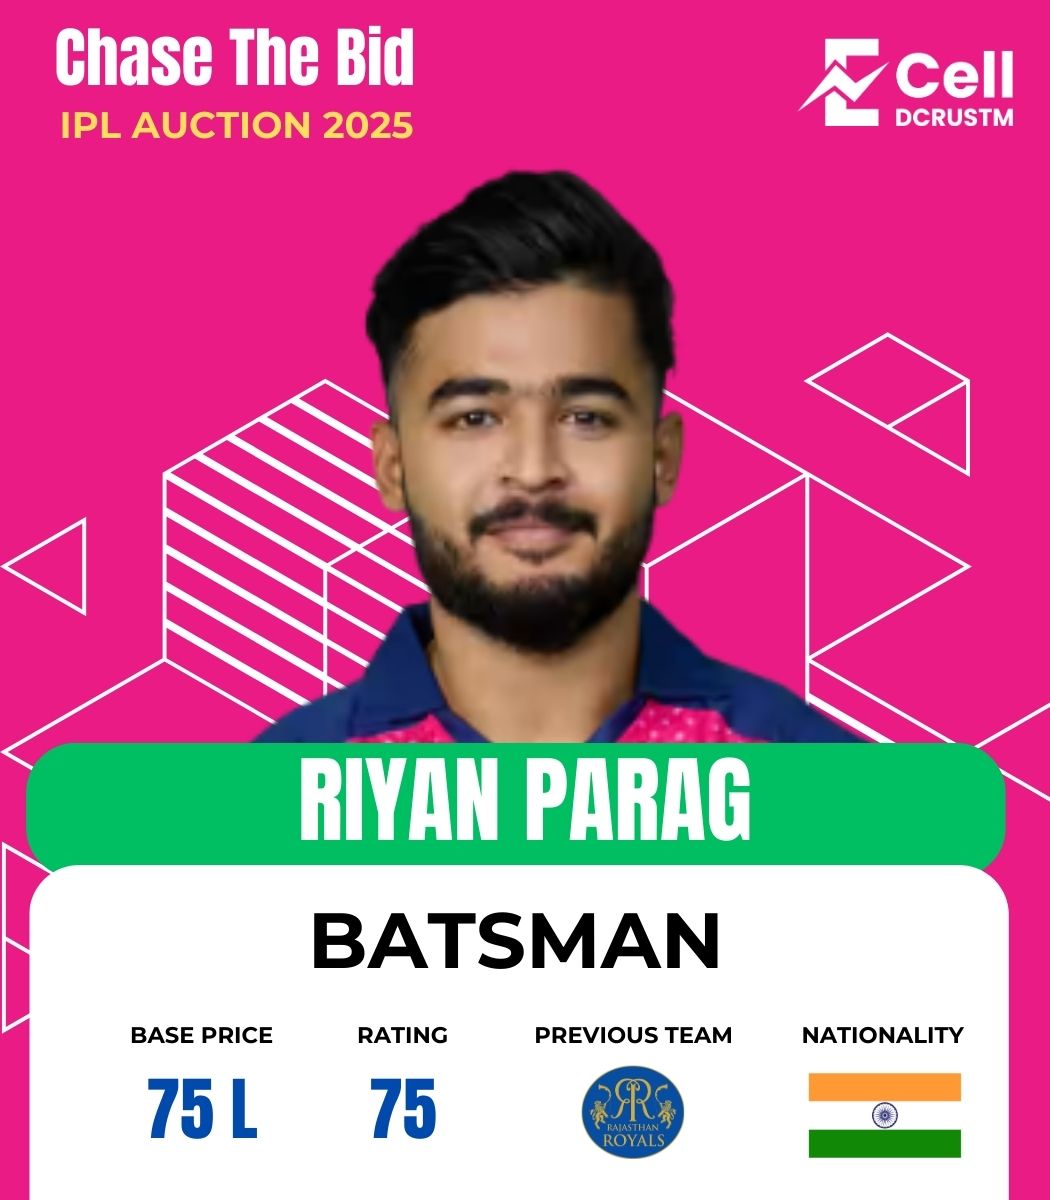 Chase The Bid
IPL AUCTION 2025
E Cell
DCRUSTM
RIYAN PARAG
BATSMAN
BASE PRICE RATING PREVIOUS TEAM NATIONALITY
75 L 75
RR
RAJASTHAN
ROYALS